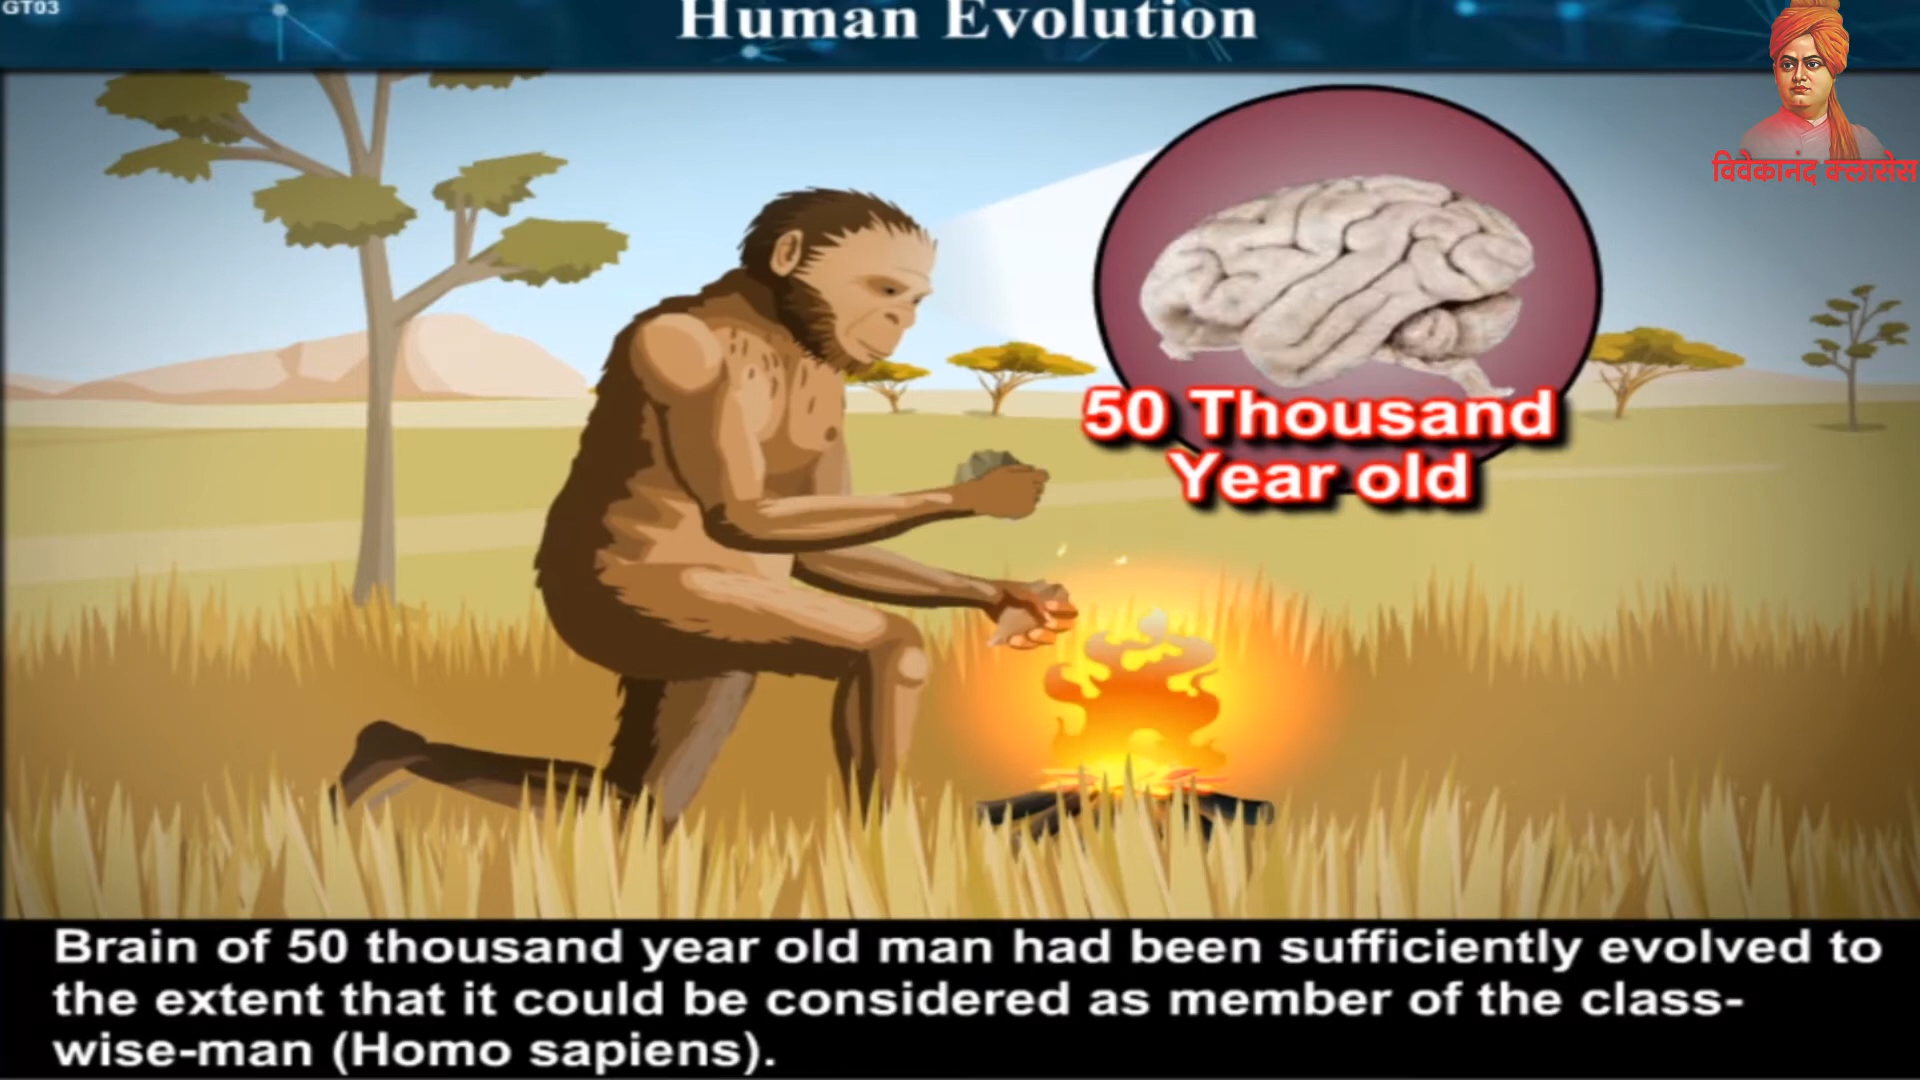 GT03
Human Evolution
विवेकानंद क्लासेस
50 Thousand
Year old
Brain of 50 thousand year old man had been sufficiently evolved to
the extent that it could be considered as member of the class-
wise-man (Homo sapiens).